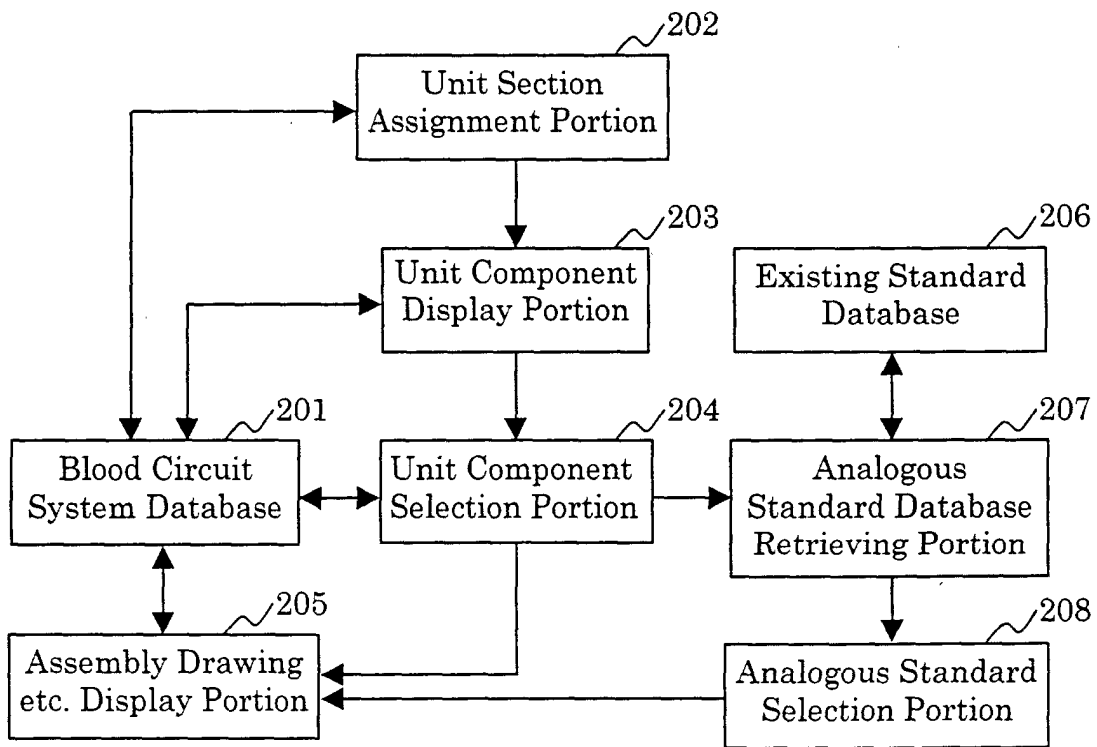 202
Unit Section
Assignment Portion
203
Unit Component
Display Portion
206
Existing Standard
Database
201
Blood Circuit
System Database
204
Unit Component
Selection Portion
207
Analogous
Standard Database
Retrieving Portion
205
Assembly Drawing
etc. Display Portion
208
Analogous Standard
Selection Portion